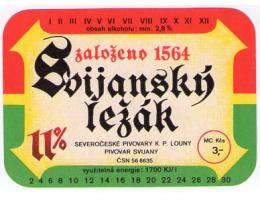 I II III IV V VI VII VIII IX X XI XII
obsah alkoholu: min. 2,8 %
založeno 1564
Svijanský
ležák
11%
SEVEROČESKÉ PIVOVARY K. P. LOUNY
PIVOVAR SVIJANY
ČSN 56 6635
MC Kčs
3,-
využitelná energie: 1700 KJ/l
2 4 6 8 10 12 14 16 18 20 22 24 26 28 30